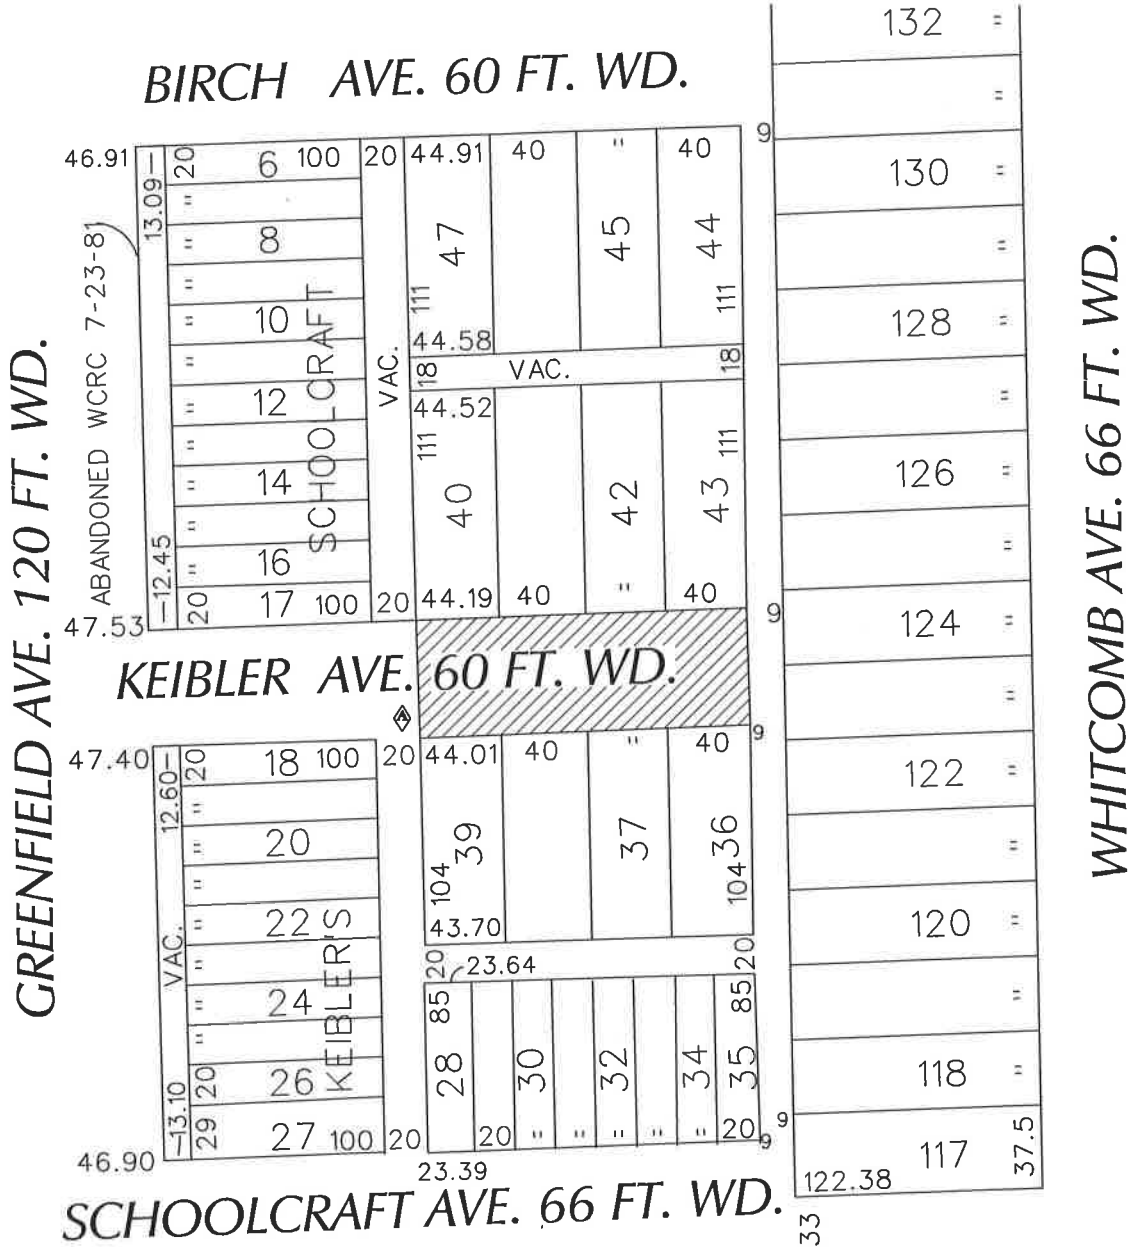 132 "
"
BIRCH AVE. 60 FT. WD.
9
46.91 13.09 20 6 100 20 44.91 40 " 40
130 "
"
" 8
47 45 44
"
ABANDONED WCRC 7-23-81
" 10
111 111
128 "
"
44.58
18 VAC. 18
VAC.
" 12
44.52
"
"
111 111
" 14
40 42 43
126 "
"
SCHOOLCRAFT
12.45 " 16
"
47.53 20 17 100 20 44.19 40 " 40
9
124 "
KEIBLER AVE. 60 FT. WD.
"
A
9
47.40 12.60 20 18 100 20 44.01 40 " 40
122 "
"
" 20
39 37 36
"
"
104 104
" 22
43.70
120 "
VAC.
"
20 23.64 20
" 24
85 85
"
"
KEIBLER'S
13.10 20 26
28 30 32 34 35
118 "
29 27 100 20 20 " " " " " 20 9 9
46.90
23.39
117 37.5
122.38
SCHOOLCRAFT AVE. 66 FT. WD.
33
GREENFIELD AVE. 120 FT. WD.
WHITCOMB AVE. 66 FT. WD.